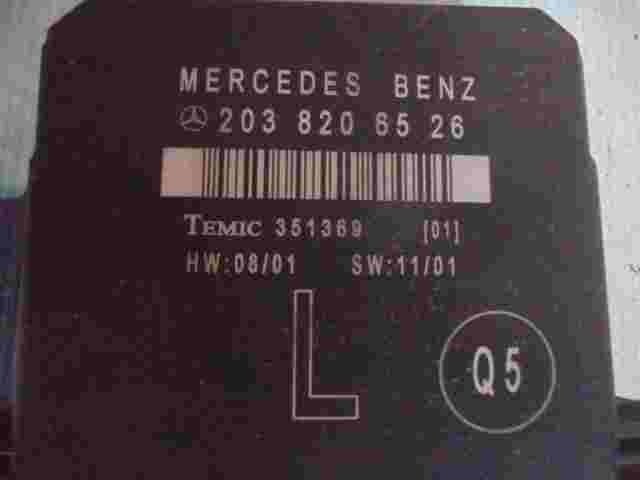 MERCEDES BENZ
203 820 65 26
TEMIC 351369 [01]
HW:08/01 SW:11/01
L
Q5